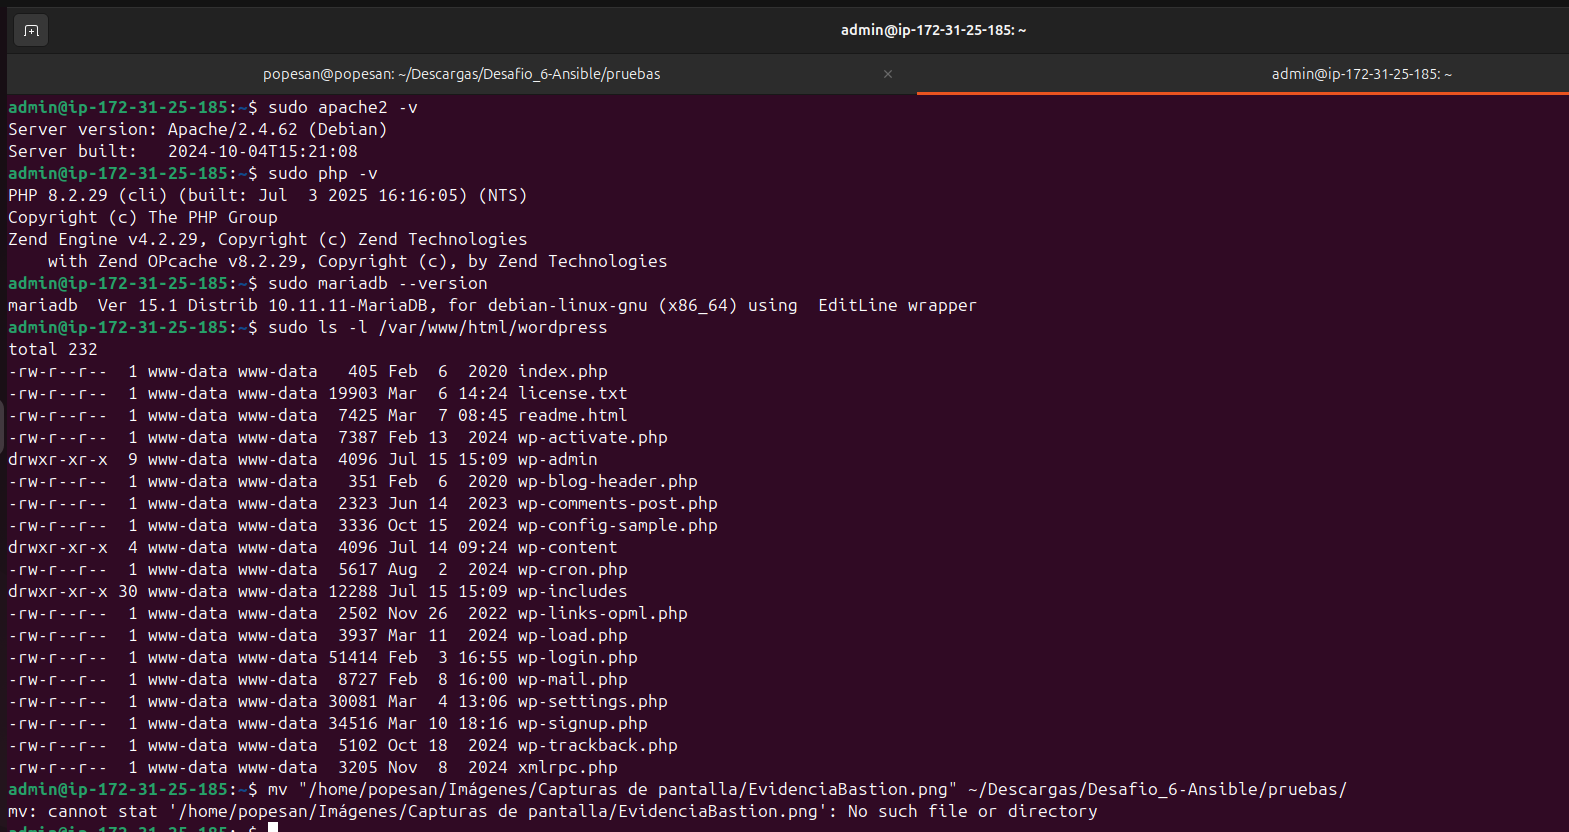 admin@ip-172-31-25-185: ~
popesan@popesan: ~/Descargas/Desafio_6-Ansible/pruebas × admin@ip-172-31-25-185: ~
admin@ip-172-31-25-185:~$ sudo apache2 -v
Server version: Apache/2.4.62 (Debian)
Server built:   2024-10-04T15:21:08
admin@ip-172-31-25-185:~$ sudo php -v
PHP 8.2.29 (cli) (built: Jul  3 2025 16:16:05) (NTS)
Copyright (c) The PHP Group
Zend Engine v4.2.29, Copyright (c) Zend Technologies
    with Zend OPcache v8.2.29, Copyright (c), by Zend Technologies
admin@ip-172-31-25-185:~$ sudo mariadb --version
mariadb  Ver 15.1 Distrib 10.11.11-MariaDB, for debian-linux-gnu (x86_64) using  EditLine wrapper
admin@ip-172-31-25-185:~$ sudo ls -l /var/www/html/wordpress
total 232
-rw-r--r--  1 www-data www-data   405 Feb  6  2020 index.php
-rw-r--r--  1 www-data www-data 19903 Mar  6 14:24 license.txt
-rw-r--r--  1 www-data www-data  7425 Mar  7 08:45 readme.html
-rw-r--r--  1 www-data www-data  7387 Feb 13  2024 wp-activate.php
drwxr-xr-x  9 www-data www-data  4096 Jul 15 15:09 wp-admin
-rw-r--r--  1 www-data www-data   351 Feb  6  2020 wp-blog-header.php
-rw-r--r--  1 www-data www-data  2323 Jun 14  2023 wp-comments-post.php
-rw-r--r--  1 www-data www-data  3336 Oct 15  2024 wp-config-sample.php
drwxr-xr-x  4 www-data www-data  4096 Jul 14 09:24 wp-content
-rw-r--r--  1 www-data www-data  5617 Aug  2  2024 wp-cron.php
drwxr-xr-x 30 www-data www-data 12288 Jul 15 15:09 wp-includes
-rw-r--r--  1 www-data www-data  2502 Nov 26  2022 wp-links-opml.php
-rw-r--r--  1 www-data www-data  3937 Mar 11  2024 wp-load.php
-rw-r--r--  1 www-data www-data 51414 Feb  3 16:55 wp-login.php
-rw-r--r--  1 www-data www-data  8727 Feb  8 16:00 wp-mail.php
-rw-r--r--  1 www-data www-data 30081 Mar  4 13:06 wp-settings.php
-rw-r--r--  1 www-data www-data 34516 Mar 10 18:16 wp-signup.php
-rw-r--r--  1 www-data www-data  5102 Oct 18  2024 wp-trackback.php
-rw-r--r--  1 www-data www-data  3205 Nov  8  2024 xmlrpc.php
admin@ip-172-31-25-185:~$ mv "/home/popesan/Imágenes/Capturas de pantalla/EvidenciaBastion.png" ~/Descargas/Desafio_6-Ansible/pruebas/
mv: cannot stat '/home/popesan/Imágenes/Capturas de pantalla/EvidenciaBastion.png': No such file or directory
admin@ip-172-31-25-185:~$